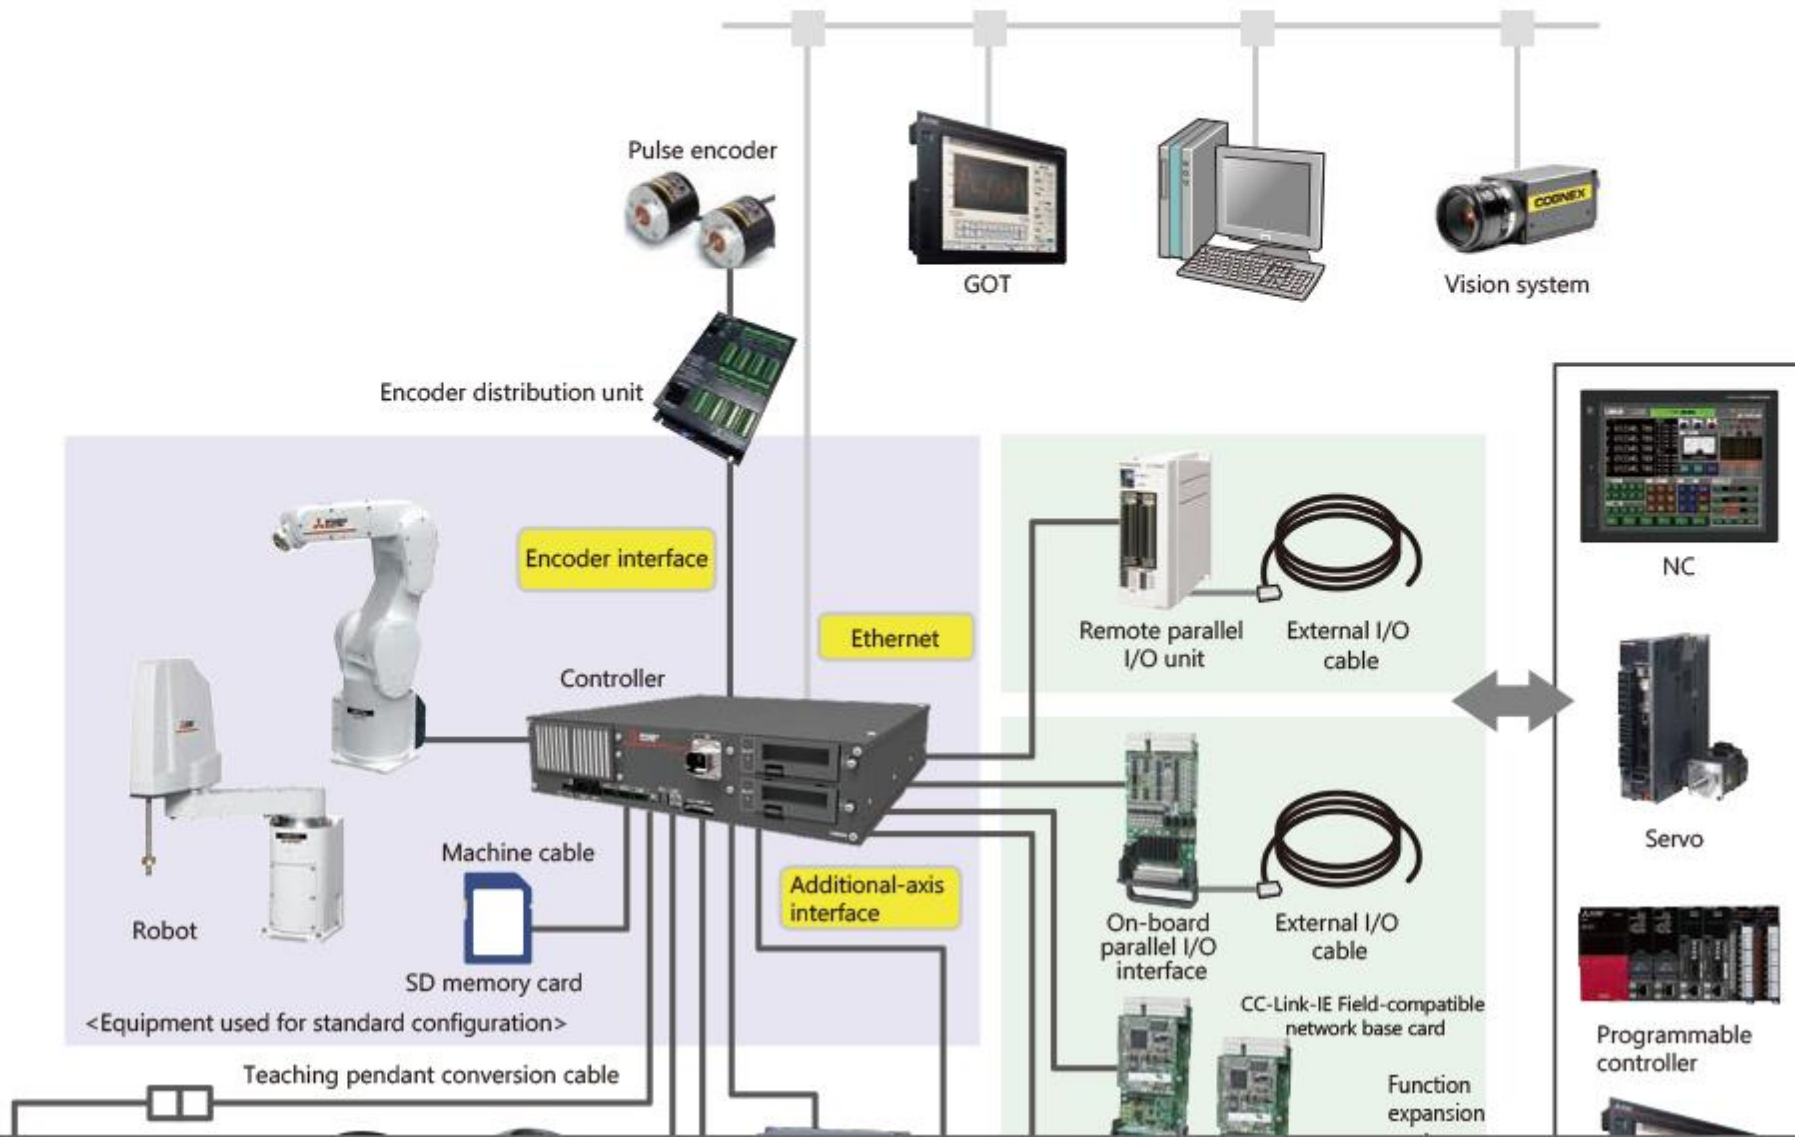 Pulse encoder
GOT
Vision system
COGNEX
Encoder distribution unit
Encoder interface
Ethernet
Controller
Remote parallel
I/O unit
External I/O
cable
NC
Servo
Machine cable
Additional-axis
interface
Robot
SD memory card
On-board
parallel I/O
interface
External I/O
cable
<Equipment used for standard configuration>
CC-Link-IE Field-compatible
network base card
Programmable
controller
Teaching pendant conversion cable
Function
expansion